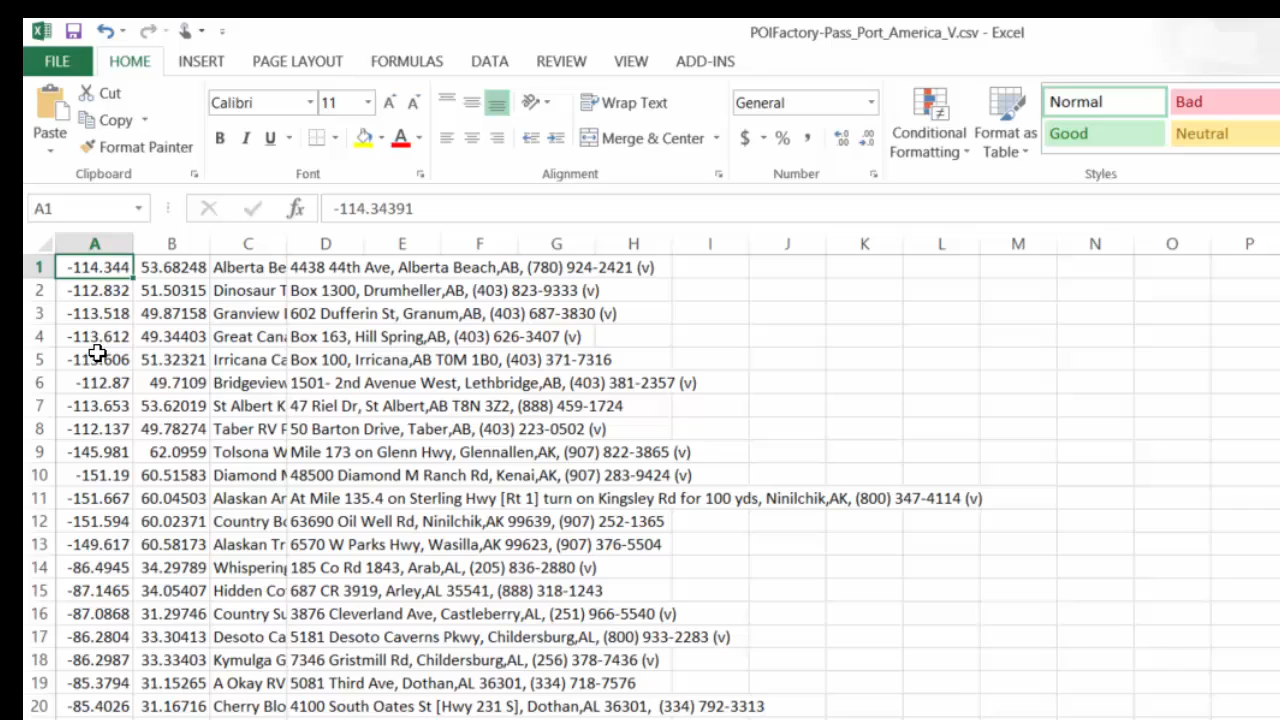 POIFactory-Pass_Port_America_V.csv - Excel
FILE HOME INSERT PAGE LAYOUT FORMULAS DATA REVIEW VIEW ADD-INS
Paste Cut Copy Format Painter
Clipboard
Calibri 11
B I U A
Font
Wrap Text
Merge & Center
Alignment
General
$ % ,
Number
Conditional Formatting
Format as Table
Normal Bad
Good Neutral
Styles
A1 fx -114.34391
A B C D E F G H I J K L M N O P
1 -114.344 53.68248 Alberta Be 4438 44th Ave, Alberta Beach,AB, (780) 924-2421 (v)
2 -112.832 51.50315 Dinosaur T Box 1300, Drumheller,AB, (403) 823-9333 (v)
3 -113.518 49.87158 Granview 602 Dufferin St, Granum,AB, (403) 687-3830 (v)
4 -113.612 49.34403 Great Cana Box 163, Hill Spring,AB, (403) 626-3407 (v)
5 -113.606 51.32321 Irricana Ca Box 100, Irricana,AB T0M 1B0, (403) 371-7316
6 -112.87 49.7109 Bridgeview 1501- 2nd Avenue West, Lethbridge,AB, (403) 381-2357 (v)
7 -113.653 53.62019 St Albert K 47 Riel Dr, St Albert,AB T8N 3Z2, (888) 459-1724
8 -112.137 49.78274 Taber RV P 50 Barton Drive, Taber,AB, (403) 223-0502 (v)
9 -145.981 62.0959 Tolsona W Mile 173 on Glenn Hwy, Glennallen,AK, (907) 822-3865 (v)
10 -151.19 60.51583 Diamond M 48500 Diamond M Ranch Rd, Kenai,AK, (907) 283-9424 (v)
11 -151.667 60.04503 Alaskan An At Mile 135.4 on Sterling Hwy [Rt 1] turn on Kingsley Rd for 100 yds, Ninilchik,AK, (800) 347-4114 (v)
12 -151.594 60.02371 Country Bo 63690 Oil Well Rd, Ninilchik,AK 99639, (907) 252-1365
13 -149.617 60.58173 Alaskan Tr 6570 W Parks Hwy, Wasilla,AK 99623, (907) 376-5504
14 -86.4945 34.29789 Whispering 185 Co Rd 1843, Arab,AL, (205) 836-2880 (v)
15 -87.1465 34.05407 Hidden Co 687 CR 3919, Arley,AL 35541, (888) 318-1243
16 -87.0868 31.29746 Country Su 3876 Cleverland Ave, Castleberry,AL, (251) 966-5540 (v)
17 -86.2804 33.30413 Desoto Ca 5181 Desoto Caverns Pkwy, Childersburg,AL, (800) 933-2283 (v)
18 -86.2987 33.33403 Kymulga G 7346 Gristmill Rd, Childersburg,AL, (256) 378-7436 (v)
19 -85.3794 31.15265 A Okay RV 5081 Third Ave, Dothan,AL 36301, (334) 718-7576
20 -85.4026 31.16716 Cherry Blo 4100 South Oates St [Hwy 231 S], Dothan,AL 36301, (334) 792-3313